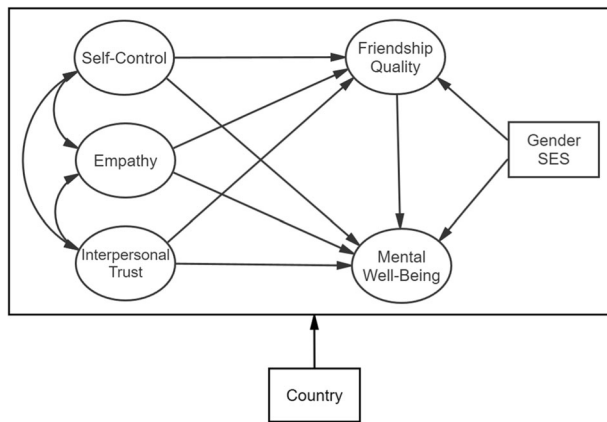 Self-Control
Friendship
Quality
Empathy
Gender
SES
Interpersonal
Trust
Mental
Well-Being
Country